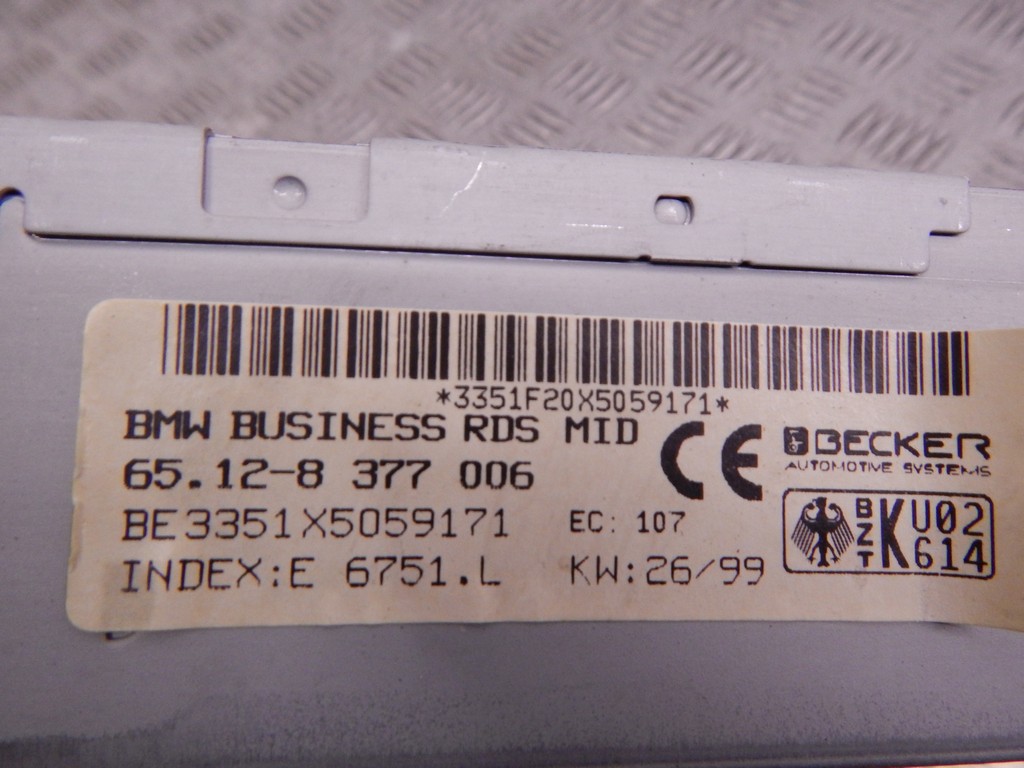 *3351F20X5059171*
BMW BUSINESS RDS MID
65.12-8 377 006
BE3351X5059171 EC: 107
INDEX:E 6751.L KW:26/99
CE
BECKER
AUTOMOTIVE SYSTEMS
BZT K U02
614